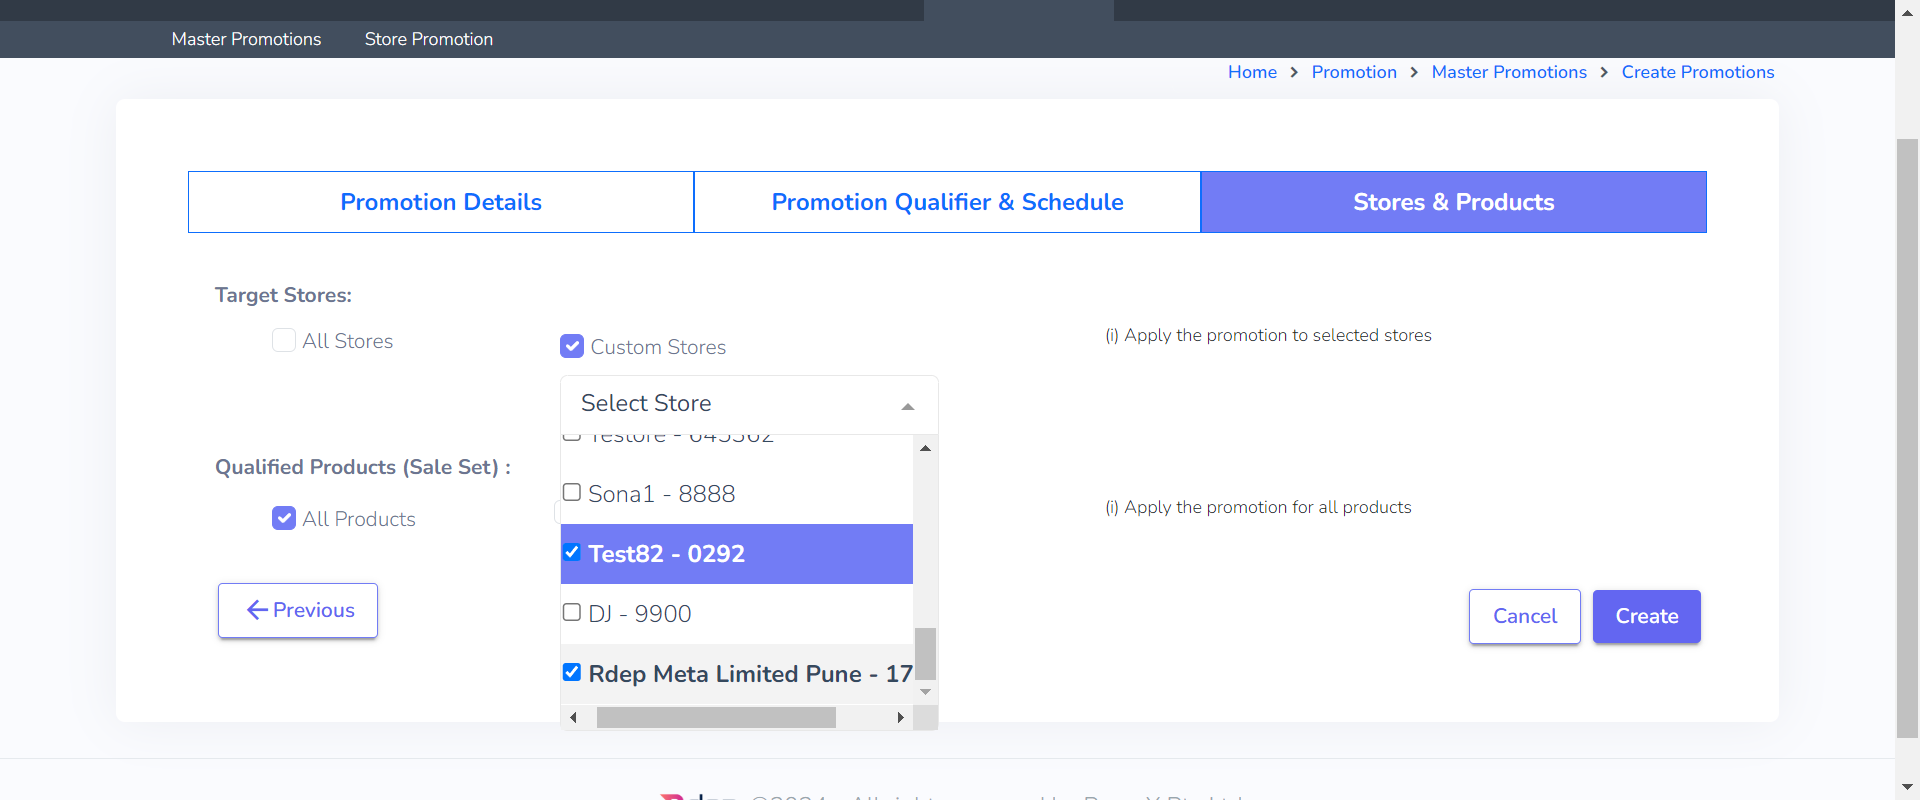 Master Promotions Store Promotion
Home > Promotion > Master Promotions > Create Promotions
Promotion Details Promotion Qualifier & Schedule Stores & Products
Target Stores:
All Stores Custom Stores (i) Apply the promotion to selected stores
Select Store
Testore - 645362
Qualified Products (Sale Set) :
Sona1 - 8888
All Products (i) Apply the promotion for all products
Test82 - 0292
Previous DJ - 9900 Cancel Create
Rdep Meta Limited Pune - 17
©2024